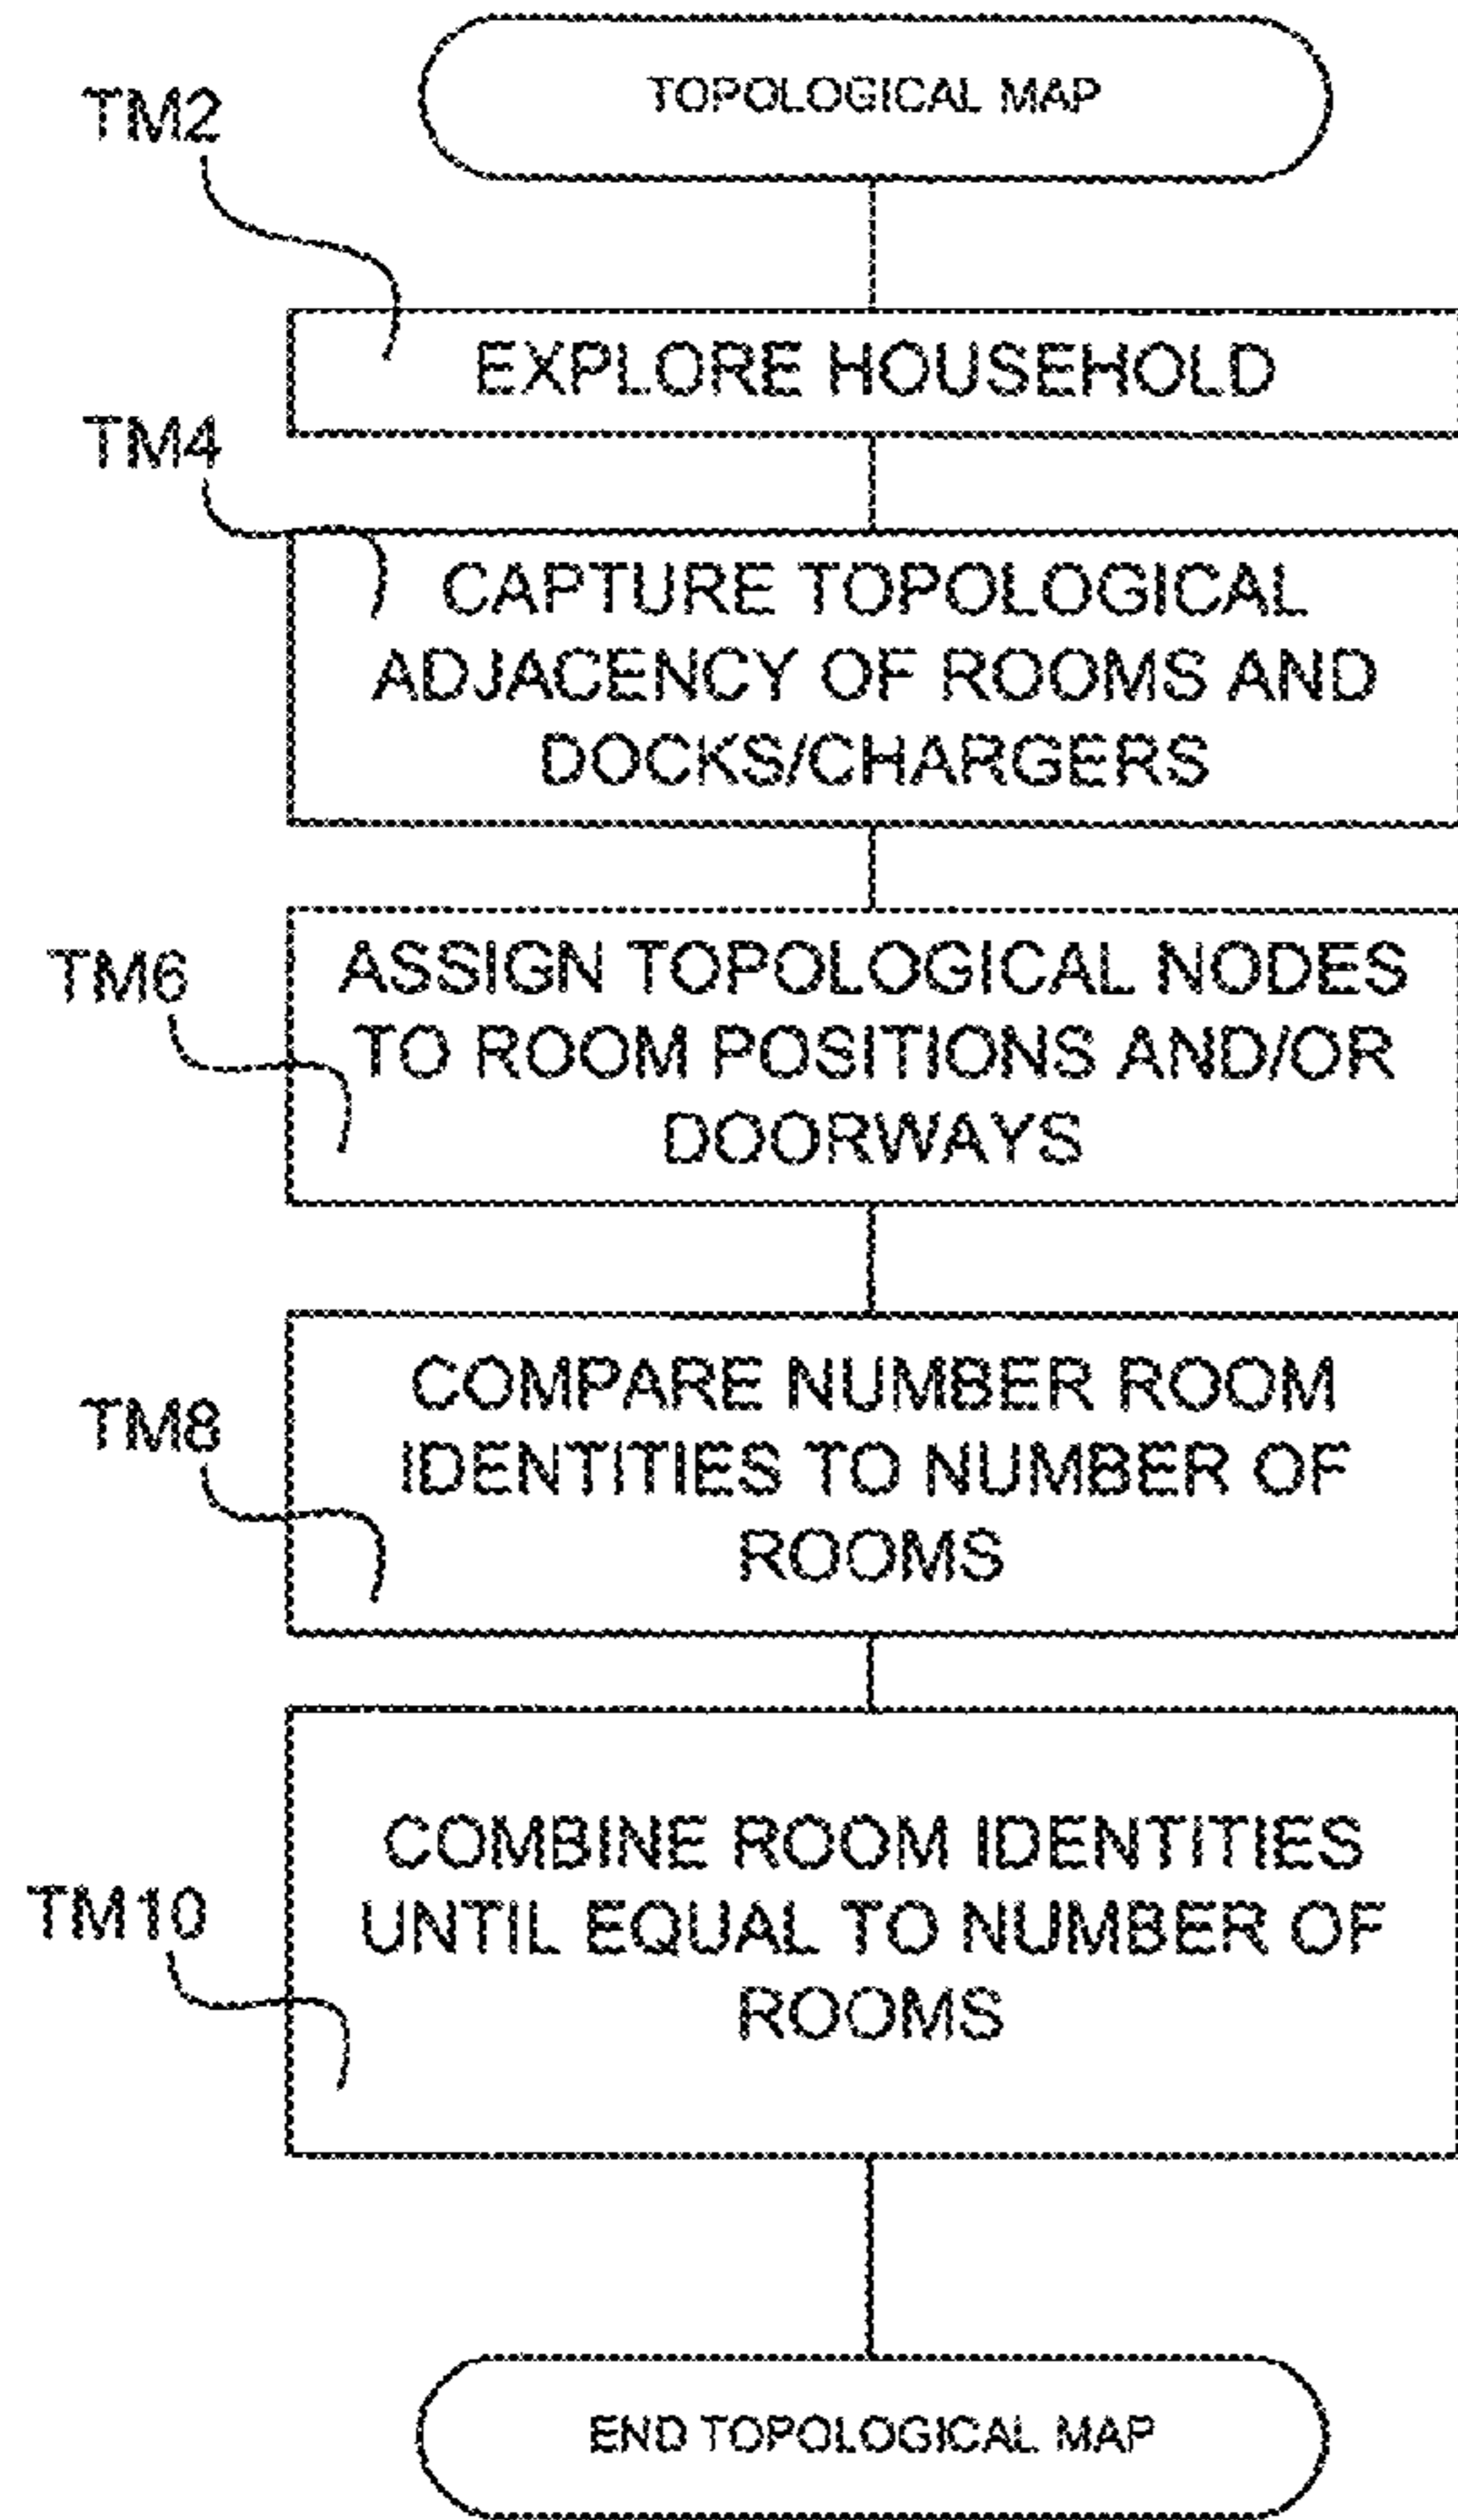 TOPOLOGICAL MAP
TM2
EXPLORE HOUSEHOLD
TM4
CAPTURE TOPOLOGICAL
ADJACENCY OF ROOMS AND
DOCKS/CHARGERS
TM6
ASSIGN TOPOLOGICAL NODES
TO ROOM POSITIONS AND/OR
DOORWAYS
TM8
COMPARE NUMBER ROOM
IDENTITIES TO NUMBER OF
ROOMS
TM10
COMBINE ROOM IDENTITIES
UNTIL EQUAL TO NUMBER OF
ROOMS
END TOPOLOGICAL MAP